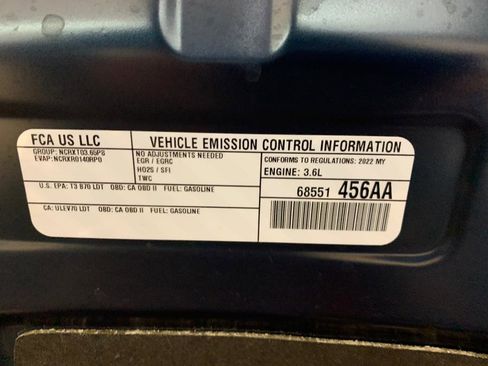 FCA US LLC
VEHICLE EMISSION CONTROL INFORMATION
GROUP: NCRXT03.65P8
EVAP: NCRXR0140RP0
NO ADJUSTMENTS NEEDED
EGR / EGRC
HO2S / SFI
TWC
CONFORMS TO REGULATIONS: 2022 MY
ENGINE: 3.6L
U.S. EPA: T3 B70 LDT OBD: CA OBD II FUEL: GASOLINE
68551 456AA
CA: ULEV70 LDT OBD: CA OBD II FUEL: GASOLINE